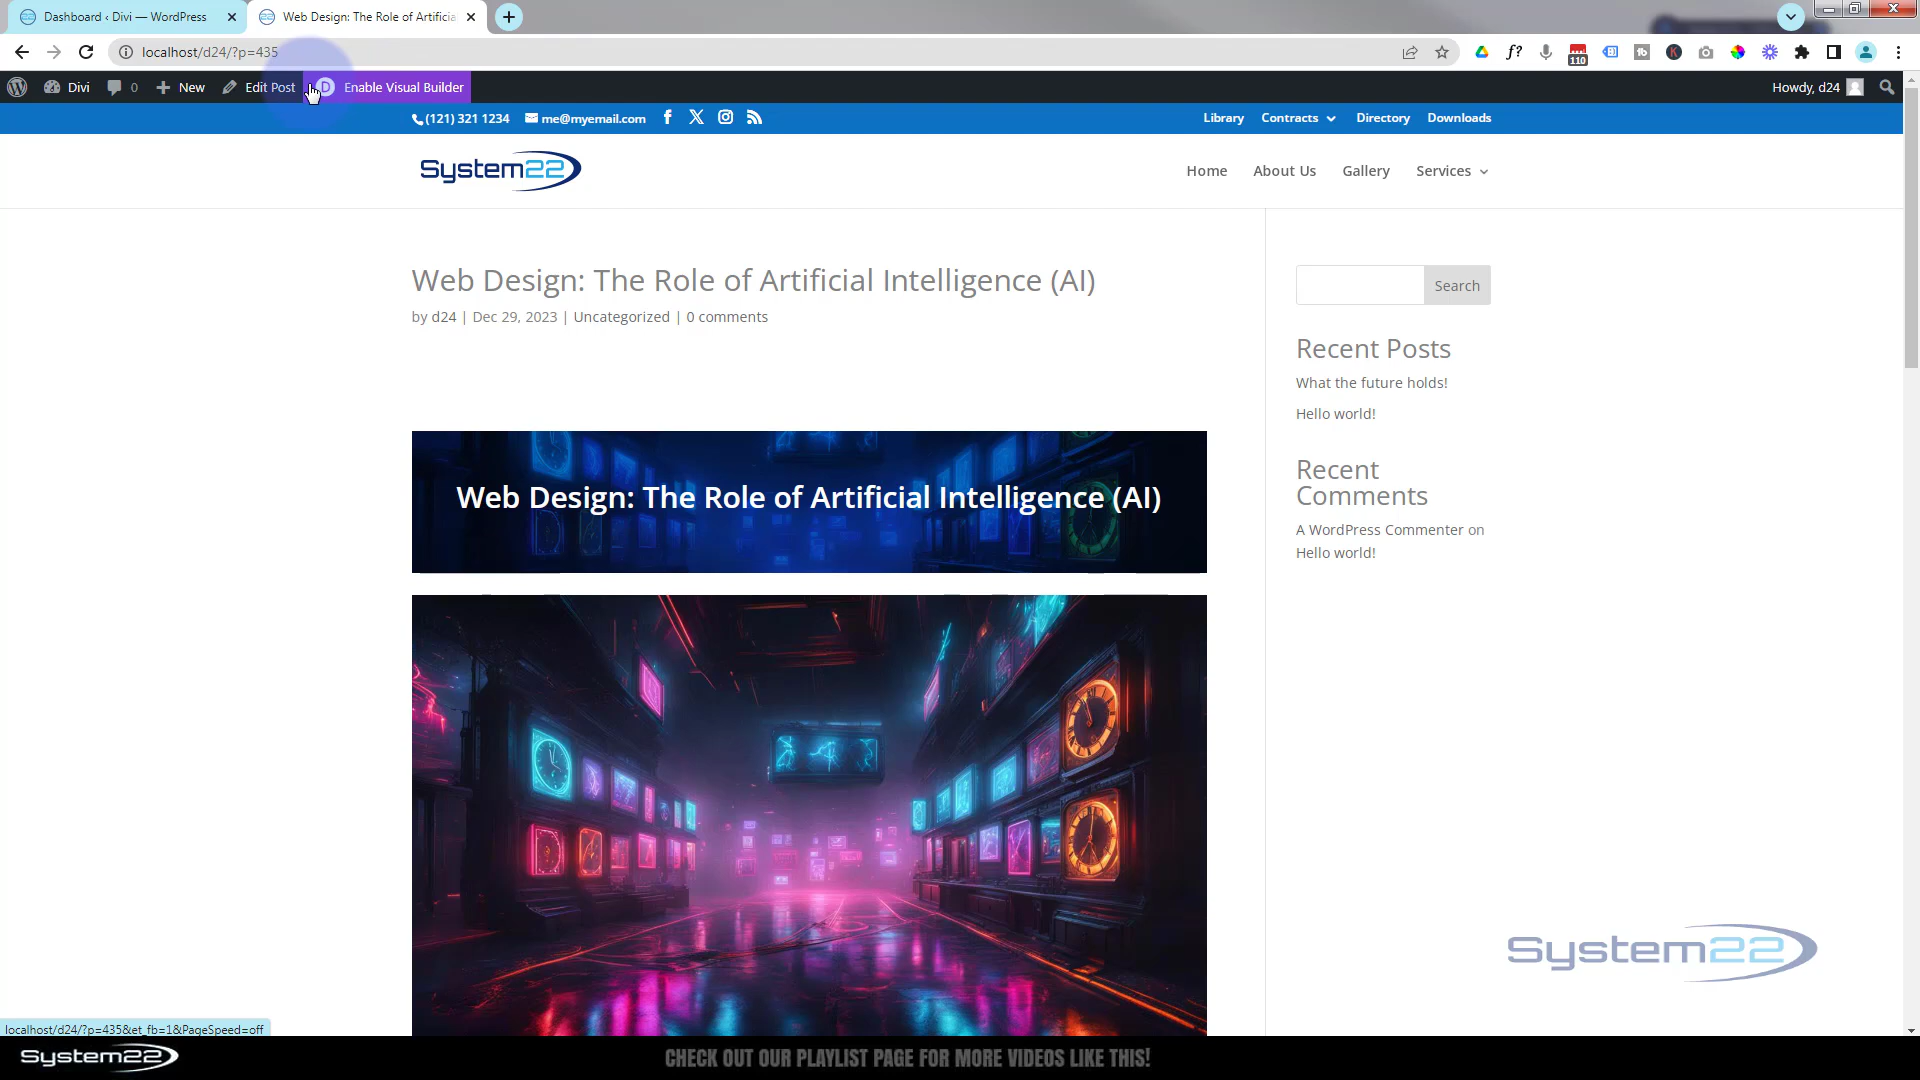 Dashboard ‹ Divi — WordPress
Web Design: The Role of Artificia
localhost/d24/?p=435
f?
110
tb
K
Divi
0
New
Edit Post
D
Enable Visual Builder
Howdy, d24
(121) 321 1234
me@myemail.com
Library
Contracts
Directory
Downloads
System22
Home
About Us
Gallery
Services
Web Design: The Role of Artificial Intelligence (AI)
by d24 | Dec 29, 2023 | Uncategorized | 0 comments
Web Design: The Role of Artificial Intelligence (AI)
Search
Recent Posts
What the future holds!
Hello world!
Recent
Comments
A WordPress Commenter on
Hello world!
System22
localhost/d24/?p=435&et_fb=1&PageSpeed=off
System22
CHECK OUT OUR PLAYLIST PAGE FOR MORE VIDEOS LIKE THIS!